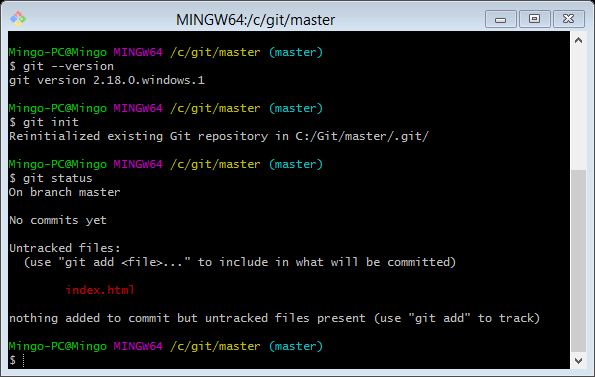 MINGW64:/c/git/master
Mingo-PC@Mingo MINGW64 /c/git/master (master)
$ git --version
git version 2.18.0.windows.1
Mingo-PC@Mingo MINGW64 /c/git/master (master)
$ git init
Reinitialized existing Git repository in C:/Git/master/.git/
Mingo-PC@Mingo MINGW64 /c/git/master (master)
$ git status
On branch master
No commits yet
Untracked files:
(use "git add <file>..." to include in what will be committed)
index.html
nothing added to commit but untracked files present (use "git add" to track)
Mingo-PC@Mingo MINGW64 /c/git/master (master)
$